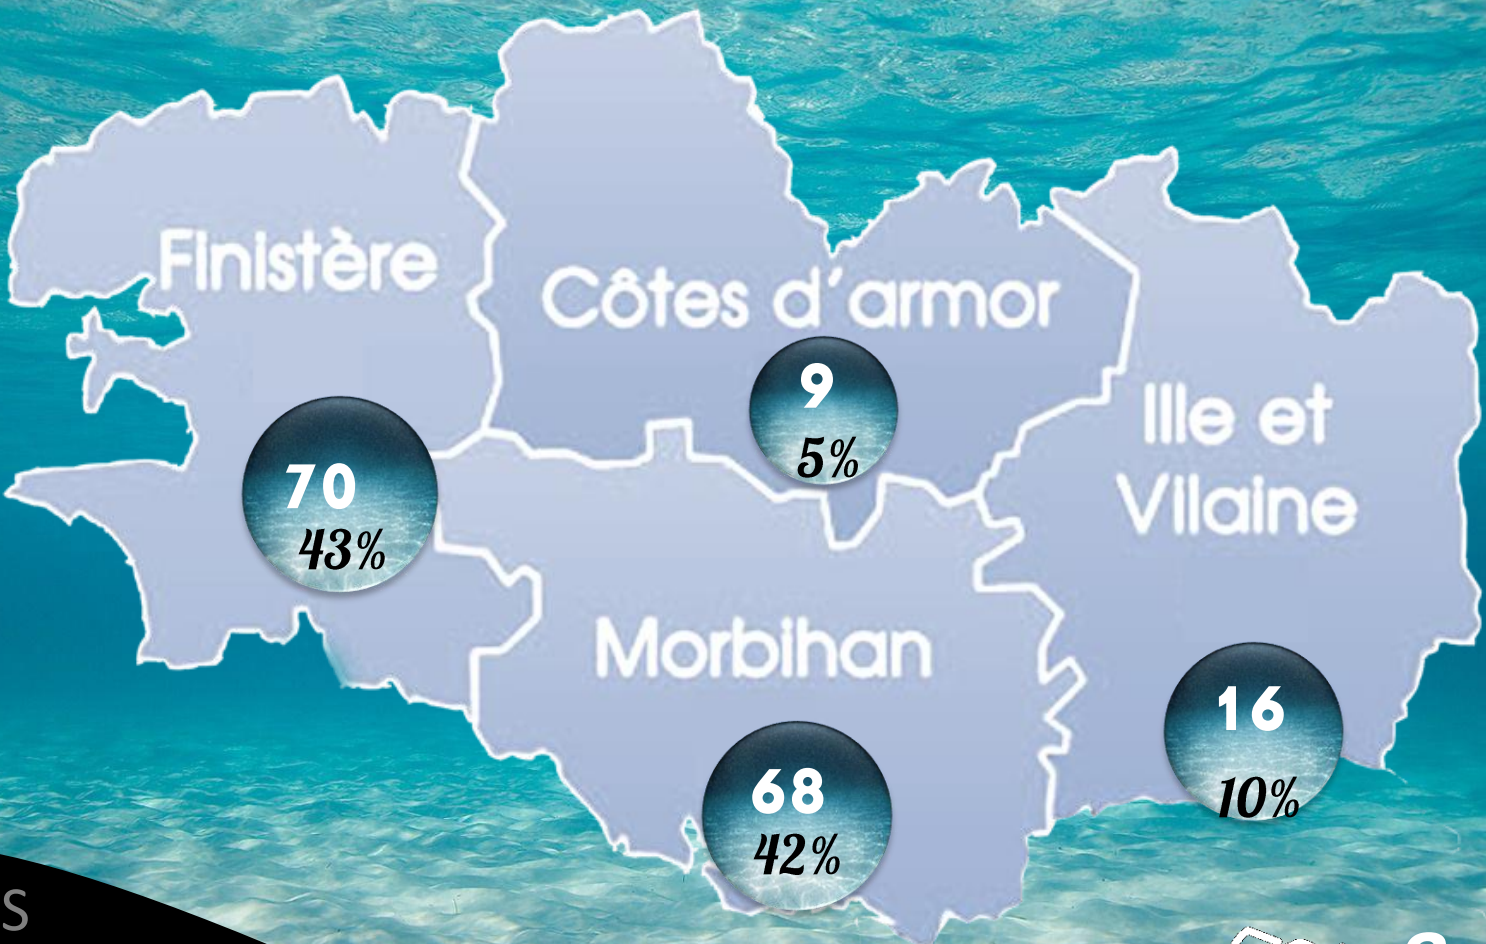 Finistère
Côtes d'armor
9
5%
Ille et
Vilaine
70
43%
Morbihan
16
10%
68
42%
S